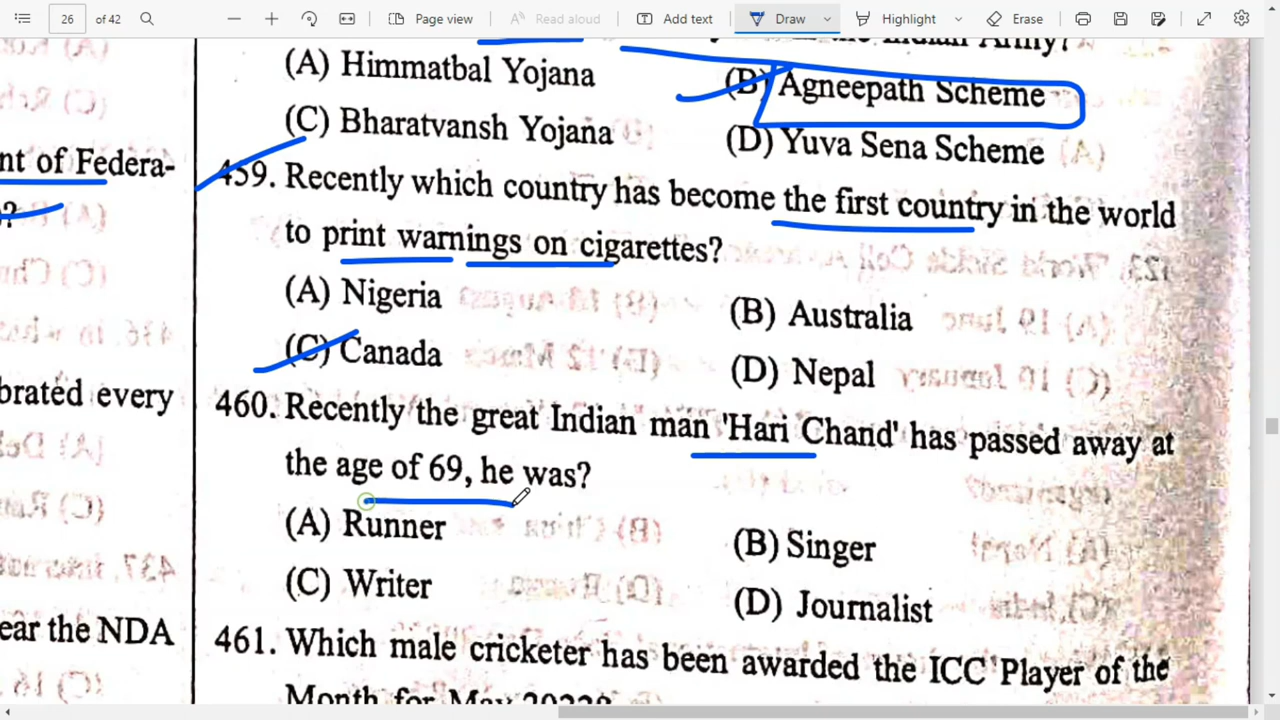 26 of 42 Page view Read aloud Add text Draw Highlight Erase
(A) Himmatbal Yojana (B) Agneepath Scheme
(C) Bharatvansh Yojana (D) Yuva Sena Scheme
nt of Federa-
?
brated every
ear the NDA
459. Recently which country has become the first country in the world
to print warnings on cigarettes?
(A) Nigeria (B) Australia
(C) Canada (D) Nepal
460. Recently the great Indian man 'Hari Chand' has passed away at
the age of 69, he was?
(A) Runner (B) Singer
(C) Writer (D) Journalist
461. Which male cricketer has been awarded the ICC Player of the
Month for May 2022?